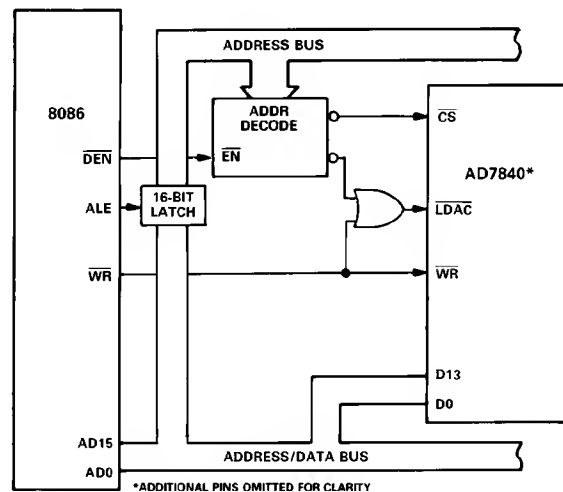 ADDRESS BUS
8086
ADDR
DECODE
CS
DEN
EN
AD7840*
ALE
16-BIT
LATCH
LDAC
WR
WR
D13
D0
AD15
ADDRESS/DATA BUS
AD0
*ADDITIONAL PINS OMITTED FOR CLARITY